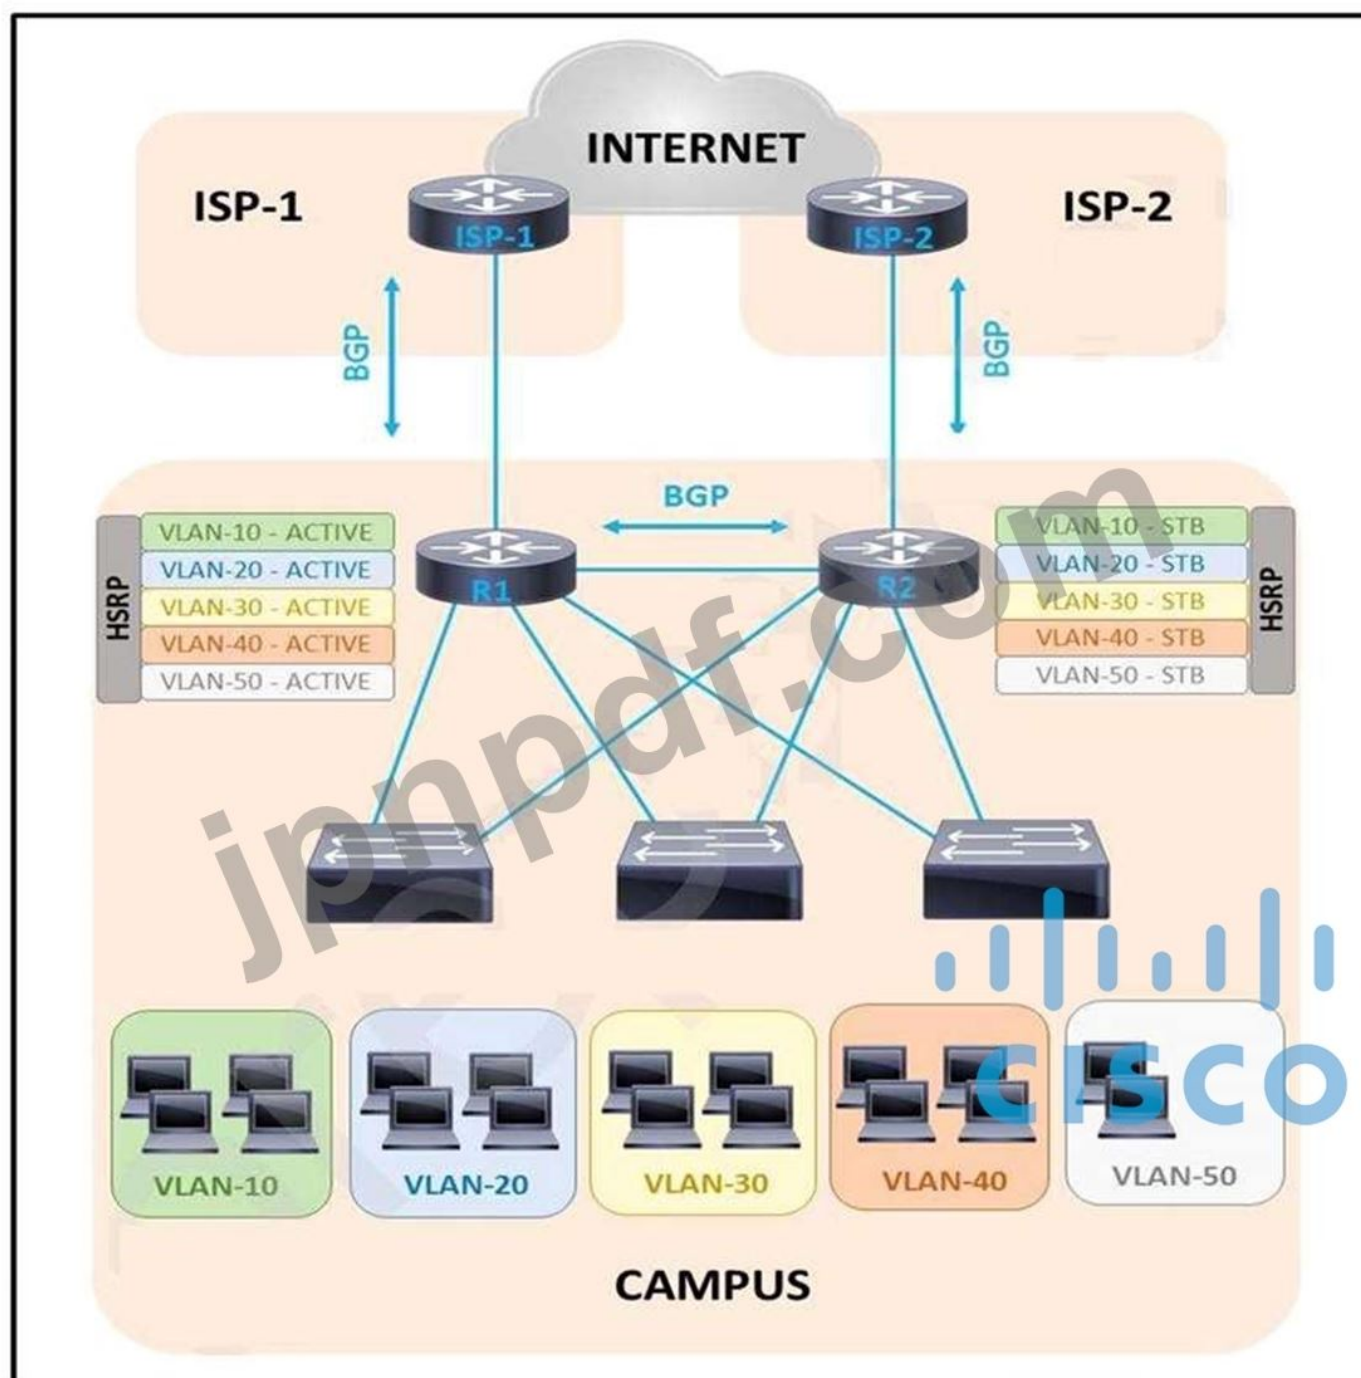 INTERNET
ISP-1
ISP-2
ISP-1
ISP-2
BGP
BGP
BGP
HSRP
VLAN-10 - ACTIVE
VLAN-20 - ACTIVE
VLAN-30 - ACTIVE
VLAN-40 - ACTIVE
VLAN-50 - ACTIVE
R1
R2
VLAN-10 - STB
VLAN-20 - STB
VLAN-30 - STB
VLAN-40 - STB
VLAN-50 - STB
HSRP
jpnpdf.com
CISCO
VLAN-10
VLAN-20
VLAN-30
VLAN-40
VLAN-50
CAMPUS